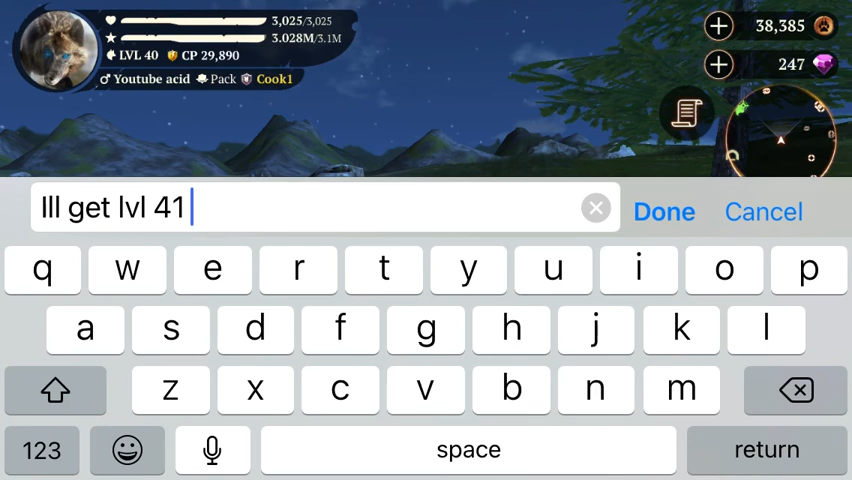 3,025/3,025
3.028M/3.1M
LVL 40 CP 29,890
Youtube acid Pack Cook1
38,385
247
Ill get lvl 41
Done Cancel
q w e r t y u i o p
a s d f g h j k l
z x c v b n m
123 space return